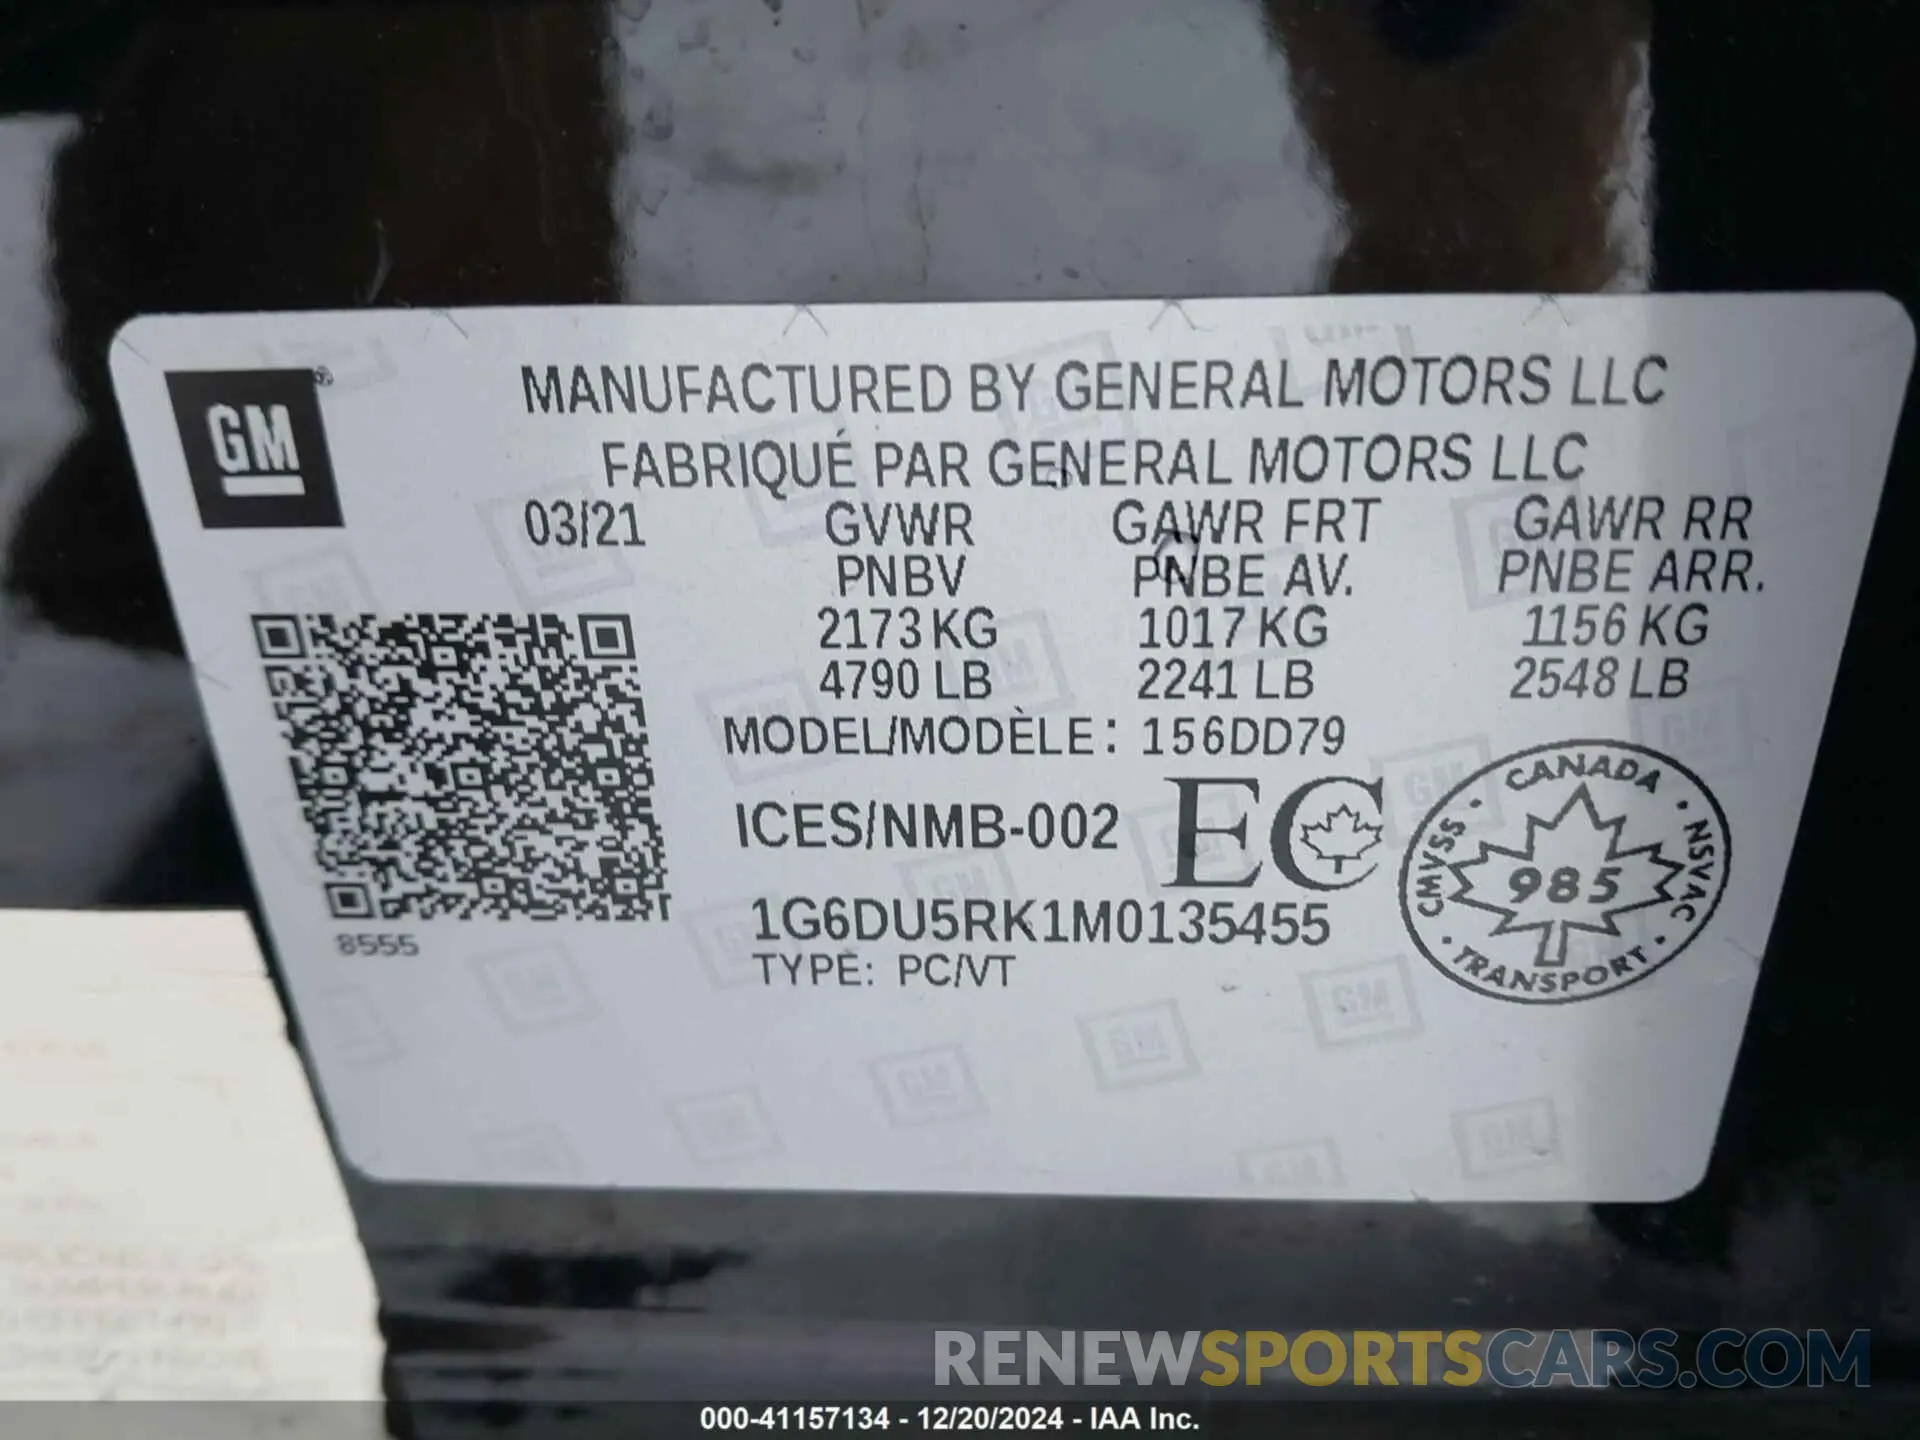 GM ®
MANUFACTURED BY GENERAL MOTORS LLC
FABRIQUÉ PAR GENERAL MOTORS LLC
03/21 GVWR GAWR FRT GAWR RR
PNBV PNBE AV. PNBE ARR.
2173 KG 1017 KG 1156 KG
4790 LB 2241 LB 2548 LB
MODEL/MODÈLE: 156DD79
ICES/NMB-002 EC
CANADA
CMVSS 985 NSVAC
TRANSPORT
1G6DU5RK1M0135455
8555
TYPE: PC/VT
RENEWSPORTSCARS.COM
000-41157134 - 12/20/2024 - IAA Inc.